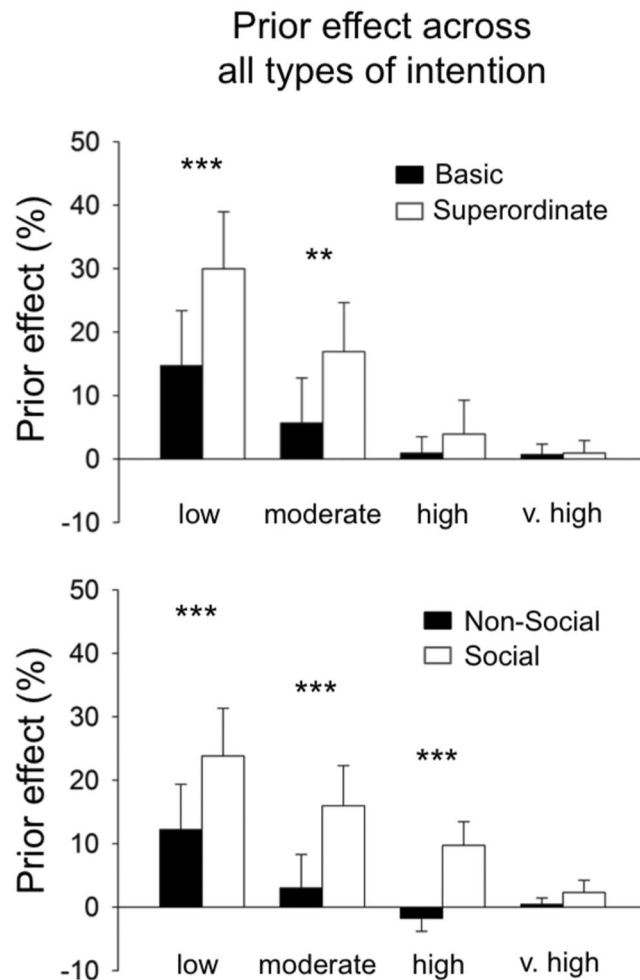 Prior effect across
all types of intention
Prior effect (%)
50
40
30
20
10
0
-10
***
**
Basic
Superordinate
low moderate high v. high
Prior effect (%)
50
40
30
20
10
0
-10
***
***
***
Non-Social
Social
low moderate high v. high